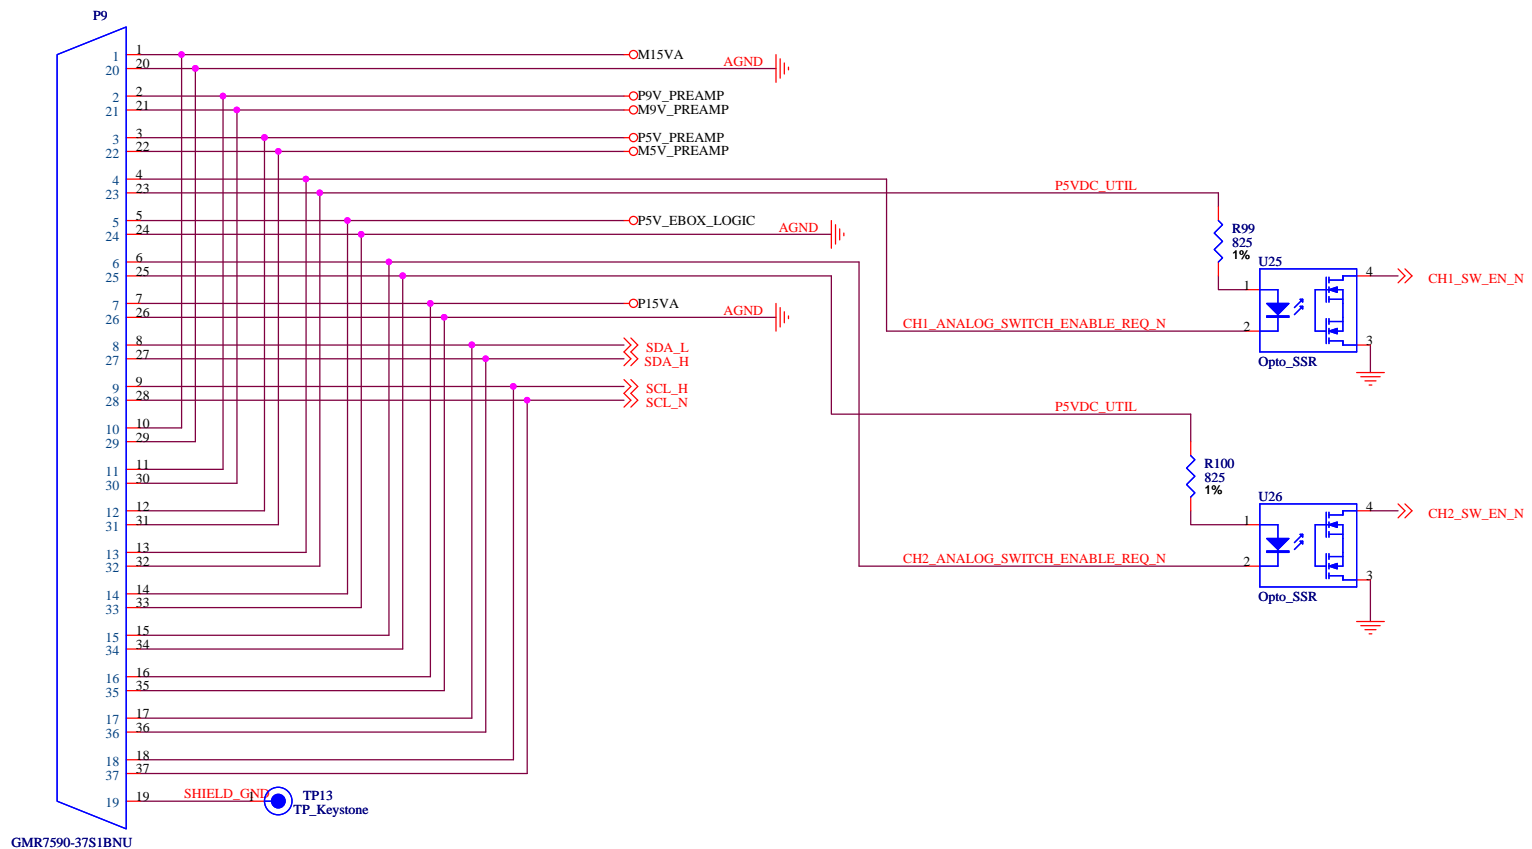 P9
1 1 M15VA
20 20 AGND
2 2 P9V_PREAMP
21 21 M9V_PREAMP
3 3 P5V_PREAMP
22 22 M5V_PREAMP
4 4
23 23 P5VDC_UTIL
5 5 P5V_EBOX_LOGIC
24 24 AGND
6 6
25 25
7 7 P15VA
26 26 AGND
8 8 SDA_L
27 27 SDA_H
9 9 SCL_H
28 28 SCL_N
10 10
29 29
11 11
30 30
12 12
31 31
13 13
32 32
14 14
33 33
15 15
34 34
16 16
35 35
17 17
36 36
18 18
37 37
19 19 SHIELD_GND 1 TP13
TP_Keystone
GMR7590-37S1BNU
R99
825
1%
U25
1 4 CH1_SW_EN_N
CH1_ANALOG_SWITCH_ENABLE_REQ_N 2 3
Opto_SSR
P5VDC_UTIL
R100
825
1%
U26
1 4 CH2_SW_EN_N
CH2_ANALOG_SWITCH_ENABLE_REQ_N 2 3
Opto_SSR